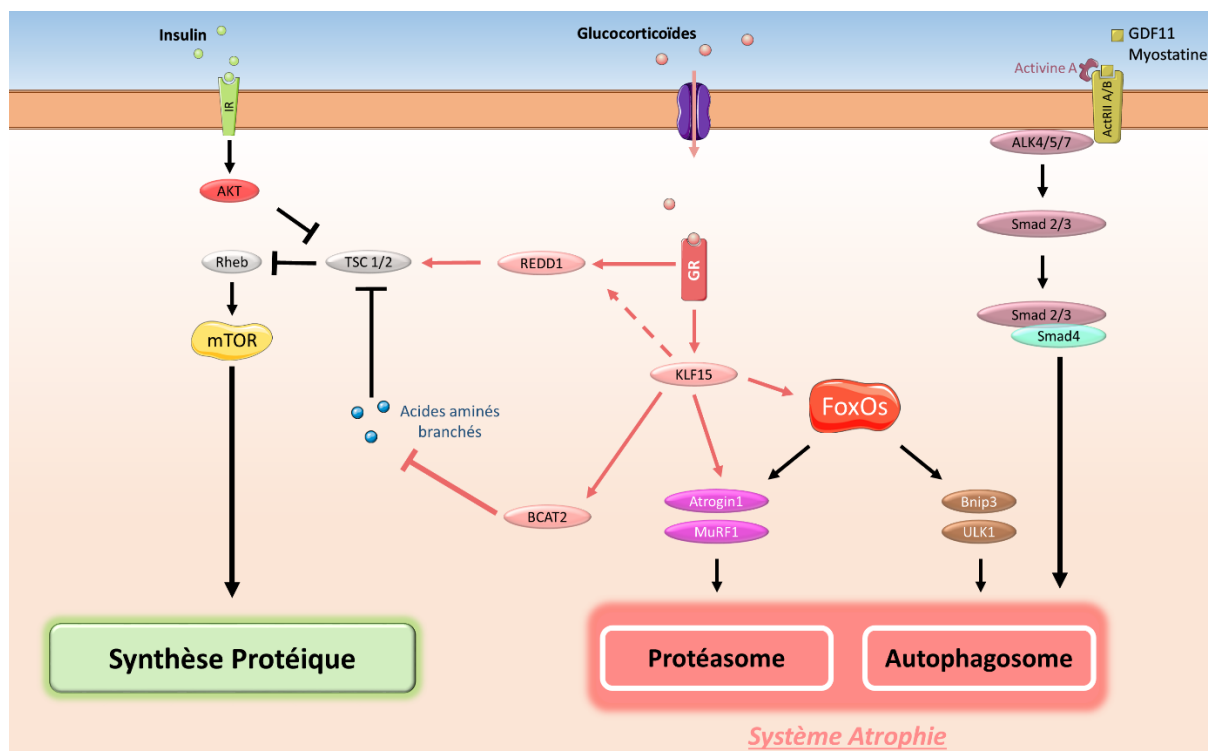 Insulin
Glucocorticoïdes
GDF11
Myostatine
Activine A
IR
ActRII A/B
ALK4/5/7
AKT
Smad 2/3
Rheb
TSC 1/2
REDD1
GR
mTOR
Smad 2/3
Smad4
KLF15
FoxOs
Acides aminés
branchés
Atrogin1
Bnip3
BCAT2
MuRF1
ULK1
Synthèse Protéique
Protéasome
Autophagosome
Système Atrophie